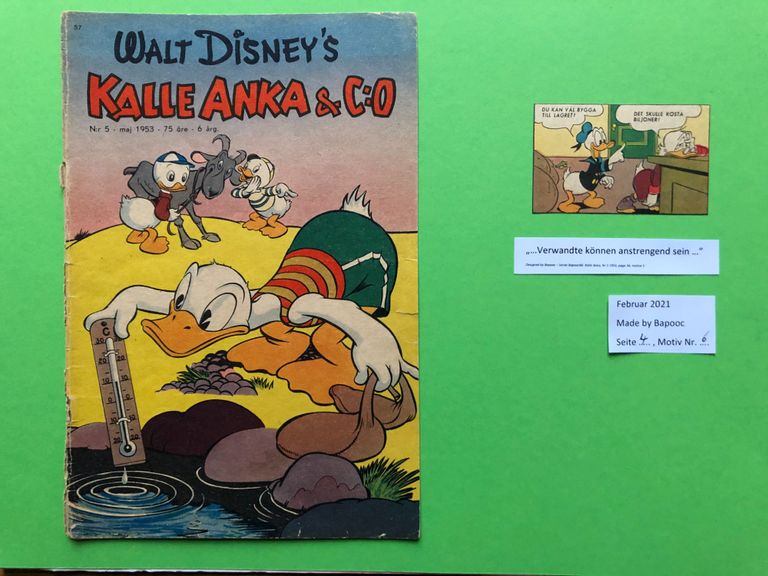 57
WALT DISNEY'S
KALLE ANKA & C:O
N:r 5 - maj 1953 - 75 öre - 6 årg.
°C
DU KAN VÄL BYGGA
TILL LAGRET!
DET SKULLE KOSTA
BILJONER!
„...Verwandte können anstrengend sein ..."
Februar 2021
Made by Bapooc
Seite 4 , Motiv Nr. 6